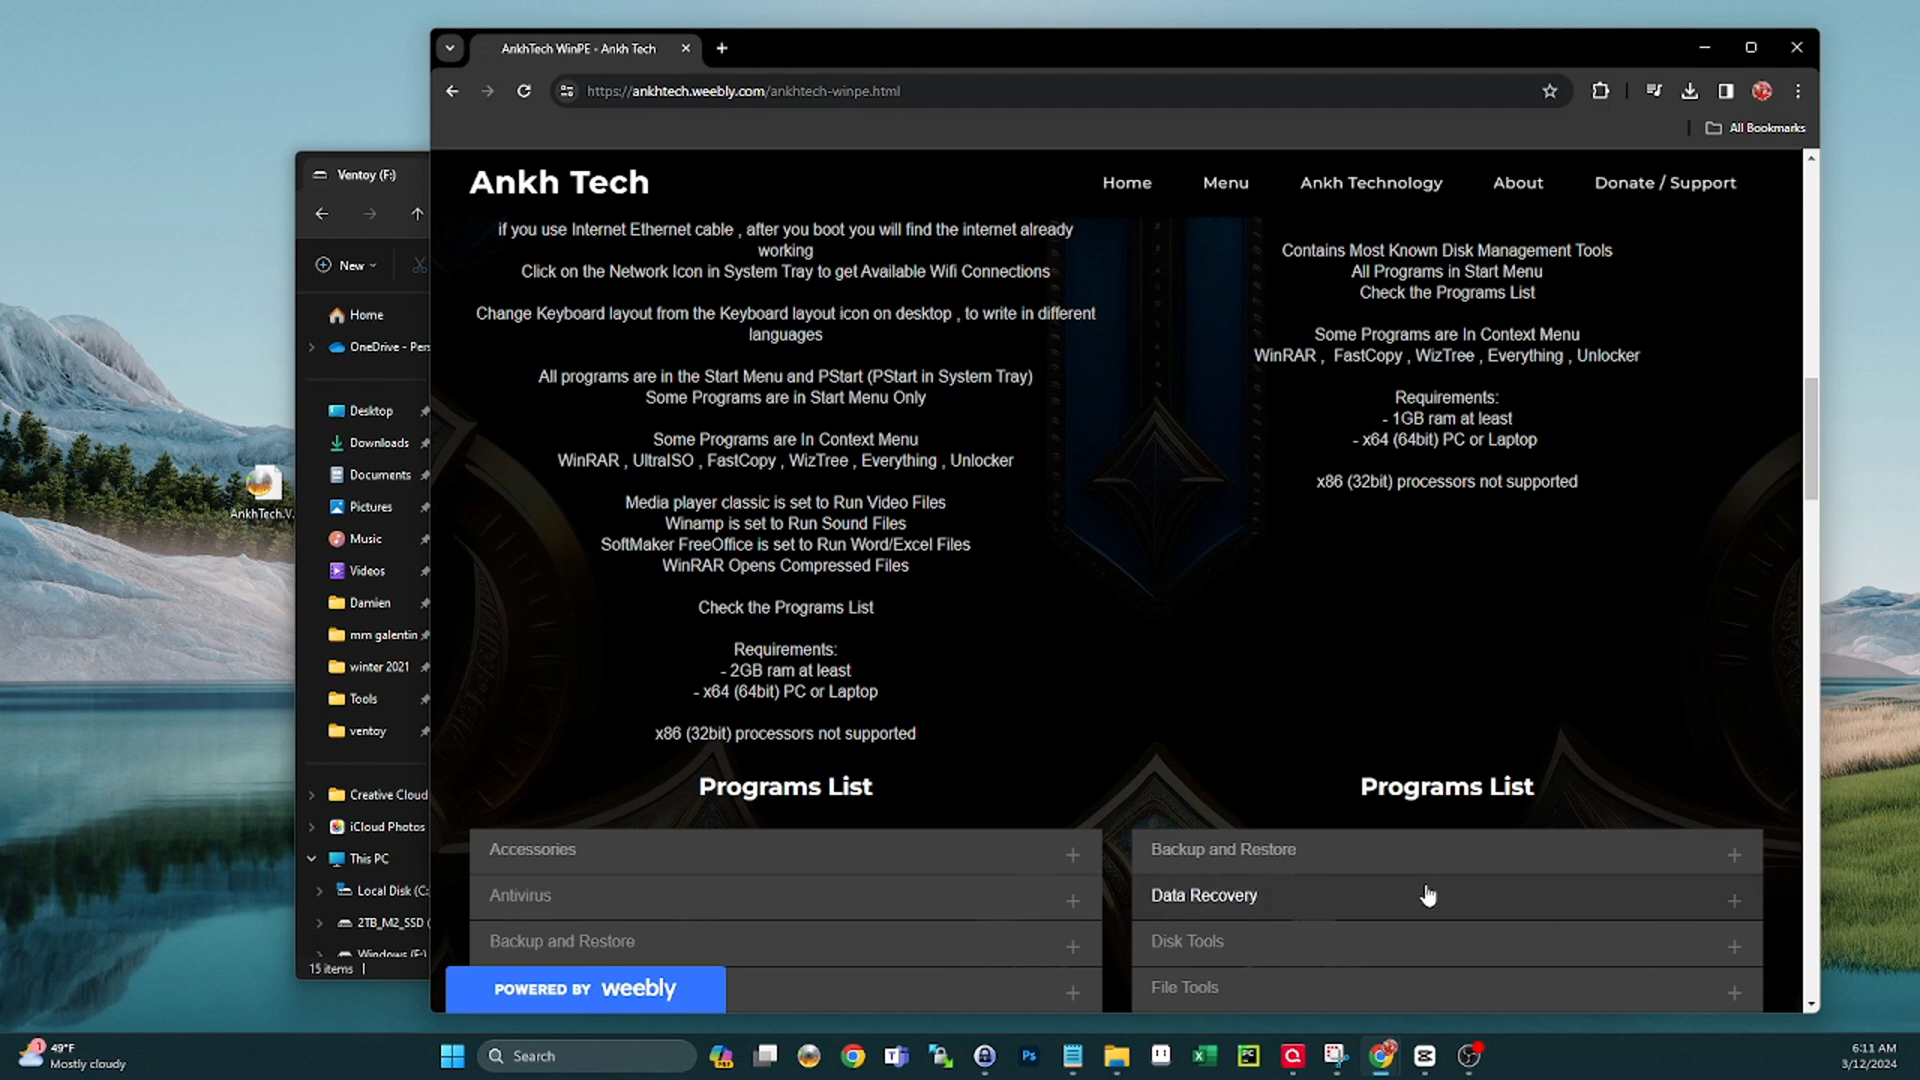 AnkhTech WinPE - Ankh Tech
https://ankhtech.weebly.com/ankhtech-winpe.html
All Bookmarks
Ventoy (F:)
New
Home
OneDrive - Pers
Desktop
Downloads
Documents
Pictures
Music
Videos
Damien
mm galentin
winter 2021
Tools
ventoy
Creative Cloud
iCloud Photos
This PC
Local Disk (C:
2TB_M2_SSD (
Windows (E:)
15 items
AnkhTech.V.
Ankh Tech
Home
Menu
Ankh Technology
About
Donate / Support
if you use Internet Ethernet cable , after you boot you will find the internet already
working
Click on the Network Icon in System Tray to get Available Wifi Connections
Change Keyboard layout from the Keyboard layout icon on desktop , to write in different
languages
All programs are in the Start Menu and PStart (PStart in System Tray)
Some Programs are in Start Menu Only
Some Programs are In Context Menu
WinRAR , UltraISO , FastCopy , WizTree , Everything , Unlocker
Media player classic is set to Run Video Files
Winamp is set to Run Sound Files
SoftMaker FreeOffice is set to Run Word/Excel Files
WinRAR Opens Compressed Files
Check the Programs List
Requirements:
- 2GB ram at least
- x64 (64bit) PC or Laptop
x86 (32bit) processors not supported
Programs List
Accessories
Antivirus
Backup and Restore
POWERED BY weebly
Contains Most Known Disk Management Tools
All Programs in Start Menu
Check the Programs List
Some Programs are In Context Menu
WinRAR , FastCopy , WizTree , Everything , Unlocker
Requirements:
- 1GB ram at least
- x64 (64bit) PC or Laptop
x86 (32bit) processors not supported
Programs List
Backup and Restore
Data Recovery
Disk Tools
File Tools
49°F
Mostly cloudy
Search
6:11 AM
3/12/2024